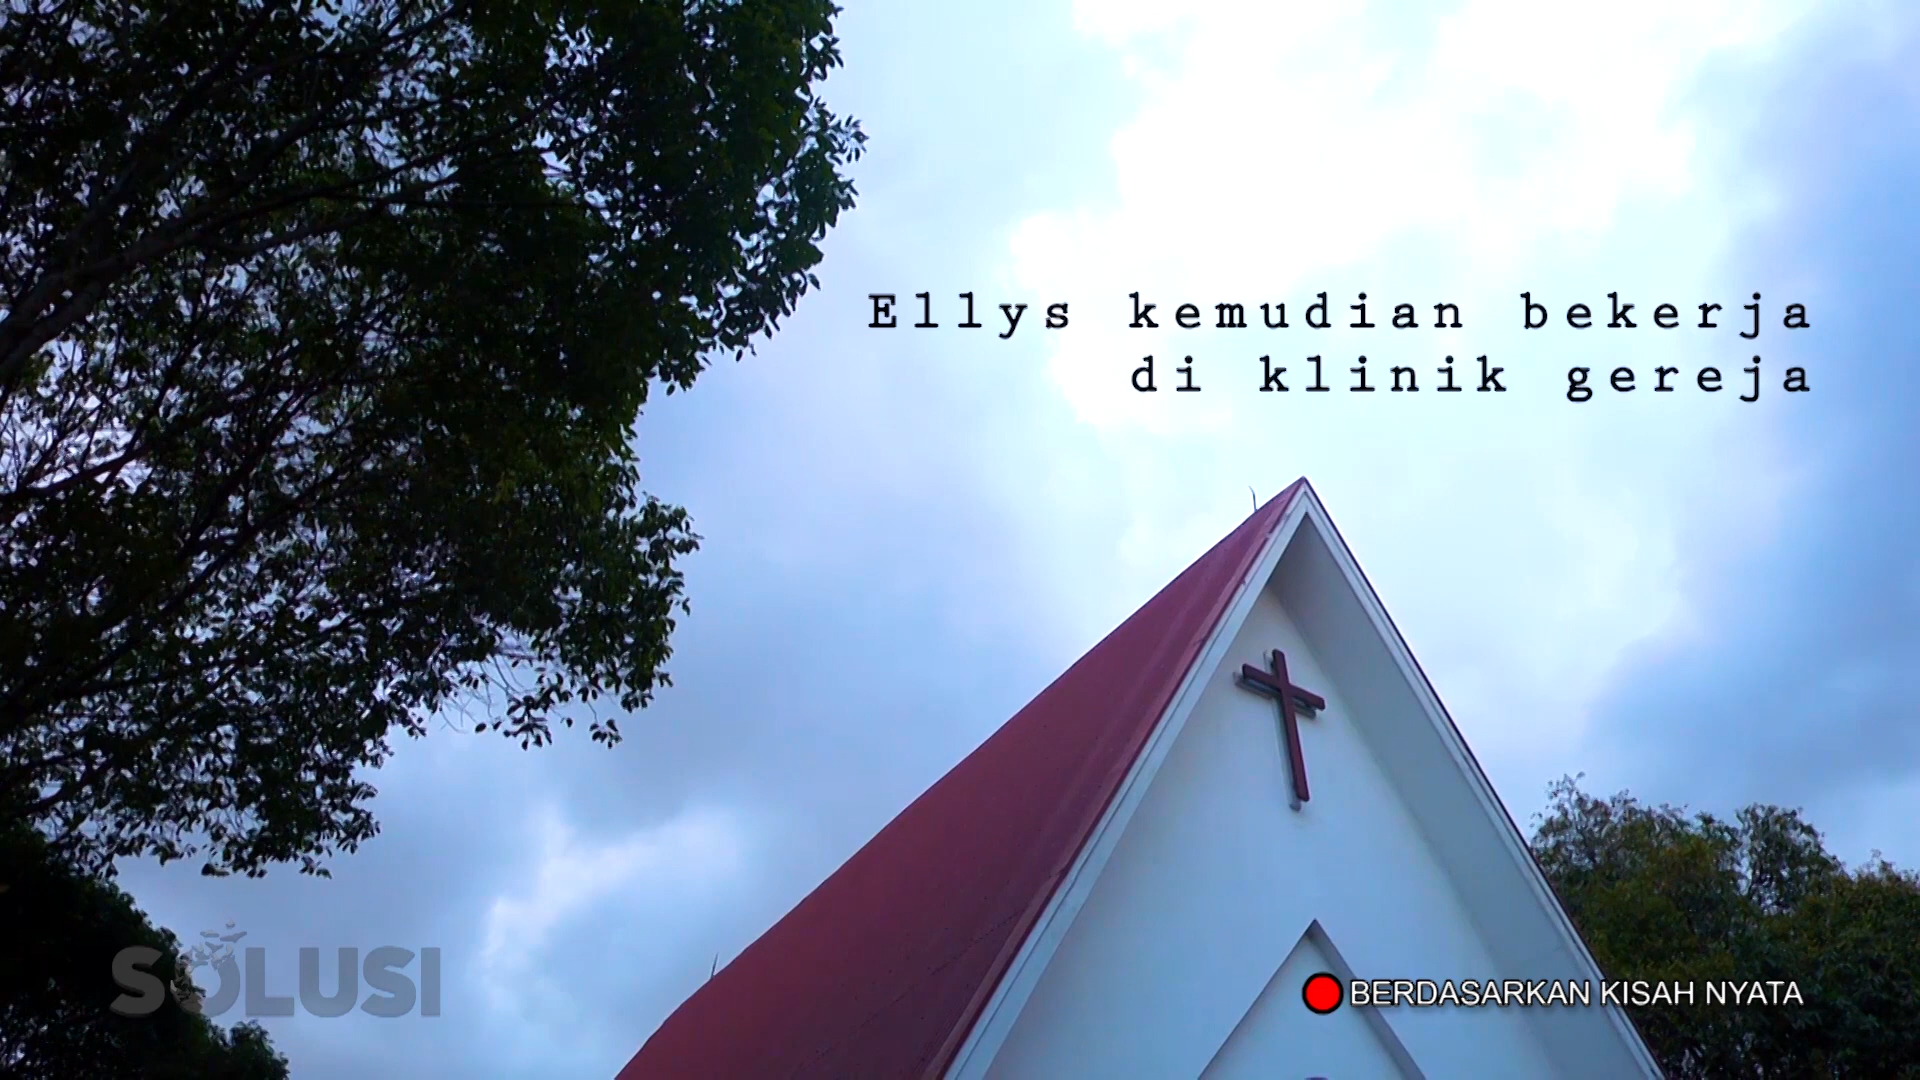 Ellys kemudian bekerja
di klinik gereja
SOLUSI
BERDASARKAN KISAH NYATA